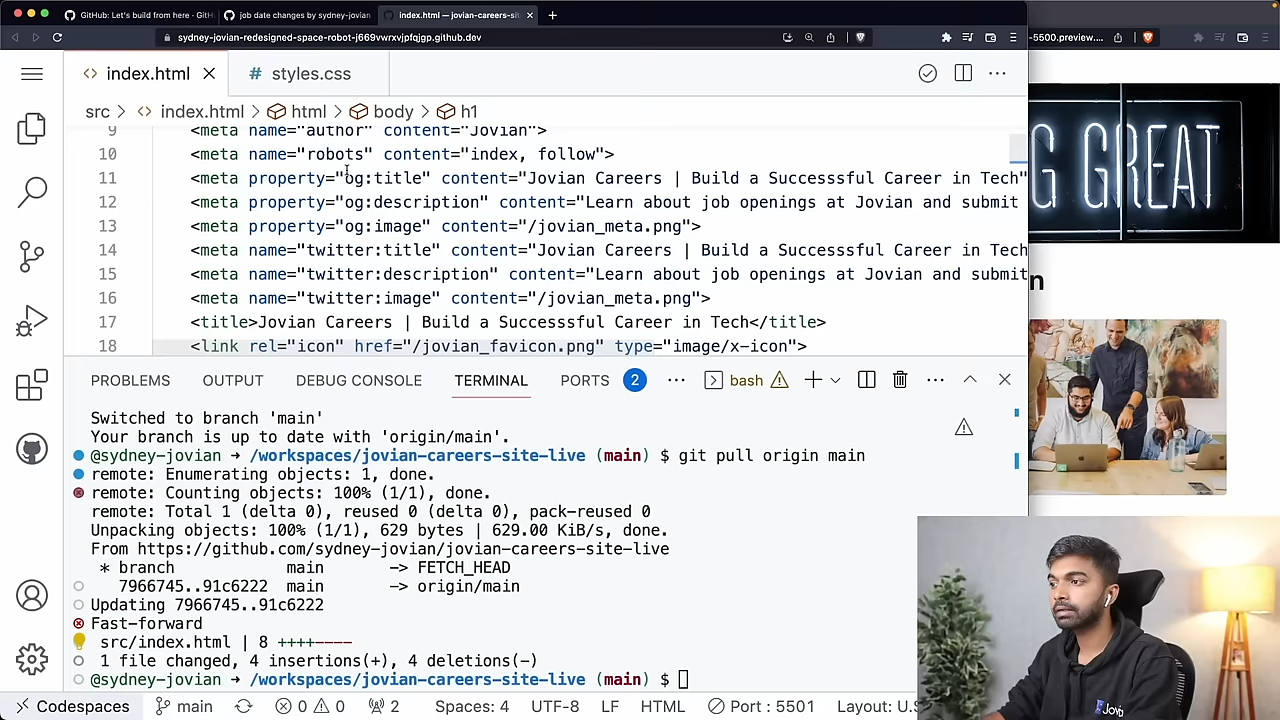 GitHub: Let's build from here · GitH
job date changes by sydney-jovian
index.html — jovian-careers-si
sydney-jovian-redesigned-space-robot-j669vwrxvjpfqjgp.github.dev
-5500.preview....
index.html
# styles.css
src > index.html > html > body > h1
9 <meta name="author" content="Jovian">
10 <meta name="robots" content="index, follow">
11 <meta property="og:title" content="Jovian Careers | Build a Successsful Career in Tech"
12 <meta property="og:description" content="Learn about job openings at Jovian and submit
13 <meta property="og:image" content="/jovian_meta.png">
14 <meta name="twitter:title" content="Jovian Careers | Build a Successsful Career in Tech
15 <meta name="twitter:description" content="Learn about job openings at Jovian and submit
16 <meta name="twitter:image" content="/jovian_meta.png">
17 <title>Jovian Careers | Build a Successsful Career in Tech</title>
18 <link rel="icon" href="/jovian_favicon.png" type="image/x-icon">
G GREAT
n
PROBLEMS OUTPUT DEBUG CONSOLE TERMINAL PORTS 2 ... bash
Switched to branch 'main'
Your branch is up to date with 'origin/main'.
@sydney-jovian → /workspaces/jovian-careers-site-live (main) $ git pull origin main
remote: Enumerating objects: 1, done.
remote: Counting objects: 100% (1/1), done.
remote: Total 1 (delta 0), reused 0 (delta 0), pack-reused 0
Unpacking objects: 100% (1/1), 629 bytes | 629.00 KiB/s, done.
From https://github.com/sydney-jovian/jovian-careers-site-live
* branch main -> FETCH_HEAD
7966745..91c6222 main -> origin/main
Updating 7966745..91c6222
Fast-forward
src/index.html | 8 ++++----
1 file changed, 4 insertions(+), 4 deletions(-)
@sydney-jovian → /workspaces/jovian-careers-site-live (main) $
Codespaces main 0 0 2 Spaces: 4 UTF-8 LF HTML Port : 5501 Layout: U.S